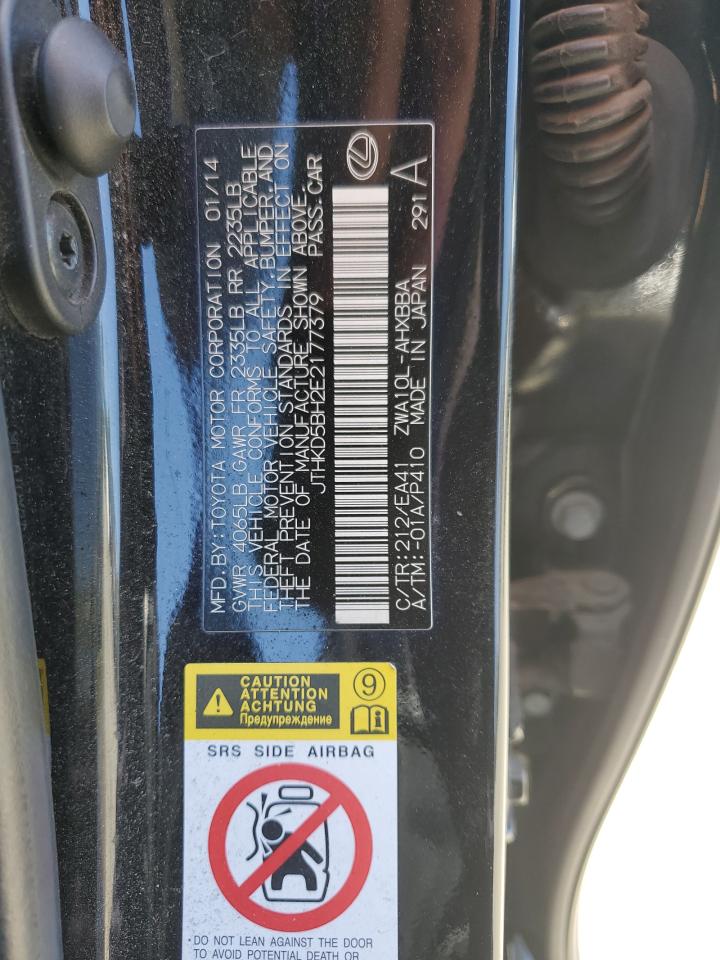 MFD.BY:TOYOTA MOTOR CORPORATION 01/14
GVWR 4065LB GAWR FR 2335LB RR 2235LB
THIS VEHICLE CONFORMS TO ALL APPLICABLE
FEDERAL MOTOR VEHICLE SAFETY,BUMPER,AND
THEFT PREVENTION STANDARDS IN EFFECT ON
THE DATE OF MANUFACTURE SHOWN ABOVE.
JTHKD5BH2E2177379 PASS.CAR
C/TR:212/EA41 ZWA10L-AHXBBA
A/TM:-01A/P410 MADE IN JAPAN 291 A
CAUTION
ATTENTION
ACHTUNG
Предупреждение
9
i
SRS SIDE AIRBAG
•DO NOT LEAN AGAINST THE DOOR
TO AVOID POTENTIAL DEATH OR